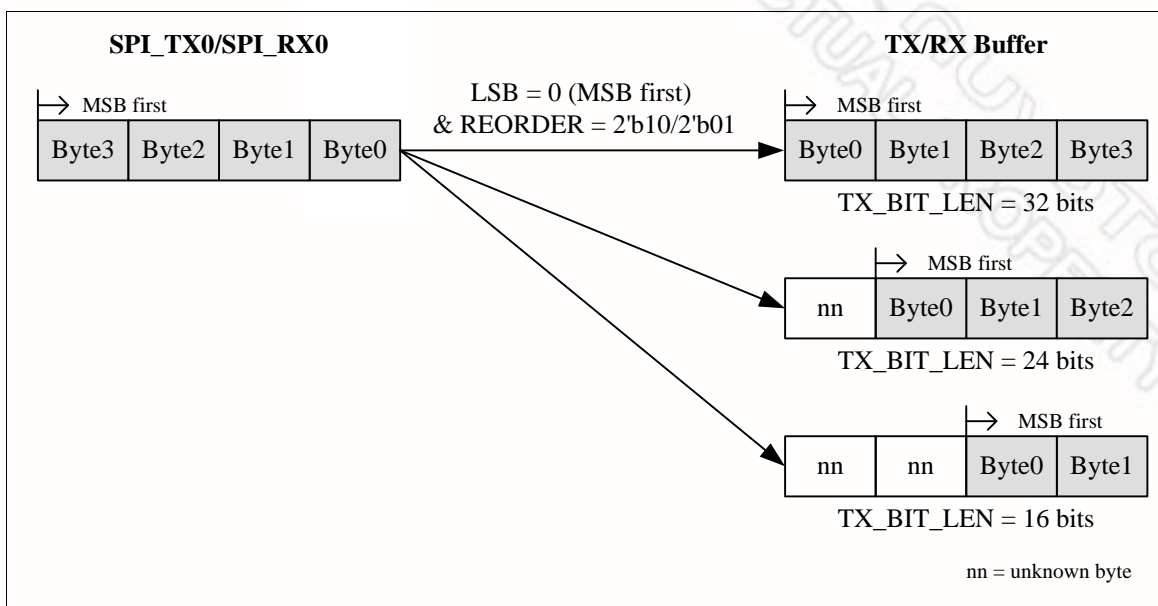 SPI_TX0/SPI_RX0
TX/RX Buffer
MSB first
LSB = 0 (MSB first)
& REORDER = 2'b10/2'b01
MSB first
Byte3 Byte2 Byte1 Byte0
Byte0 Byte1 Byte2 Byte3
TX_BIT_LEN = 32 bits
MSB first
nn Byte0 Byte1 Byte2
TX_BIT_LEN = 24 bits
MSB first
nn nn Byte0 Byte1
TX_BIT_LEN = 16 bits
nn = unknown byte